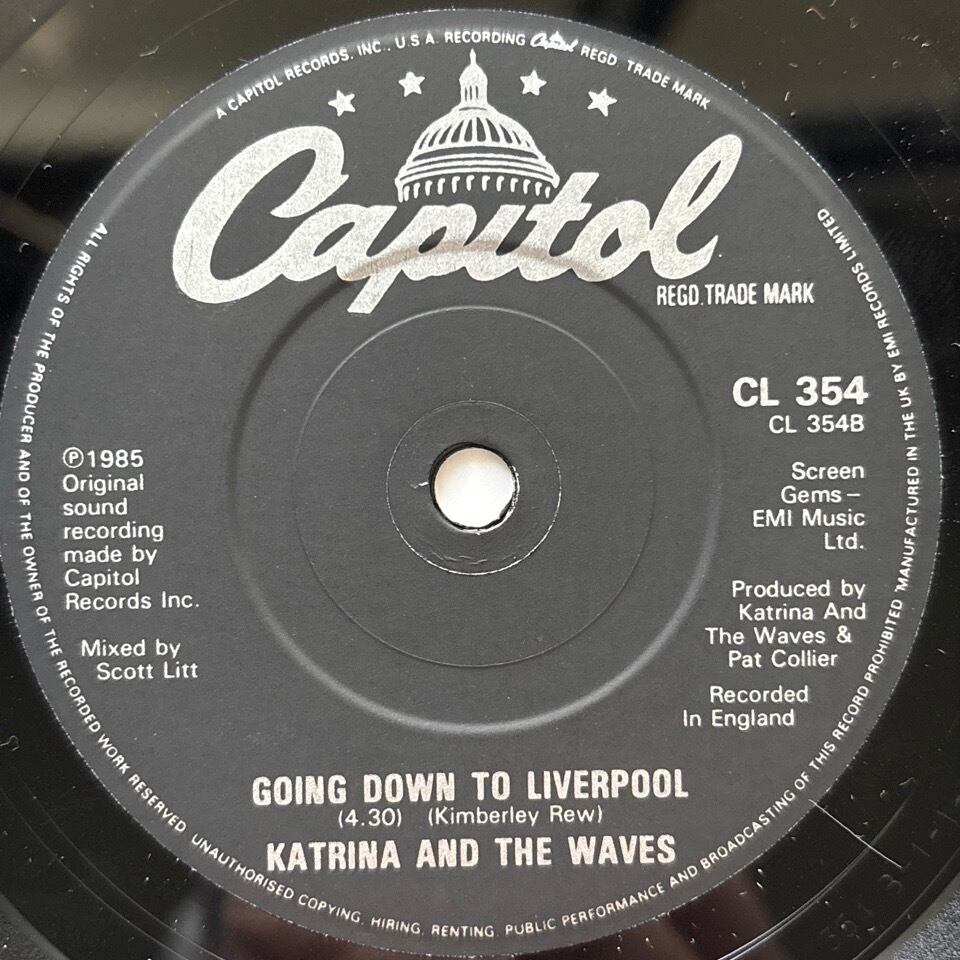 A CAPITOL RECORDS, INC., U.S.A. RECORDING Capitol REGD. TRADE MARK
Capitol
REGD. TRADE MARK
CL 354
CL 354B
℗1985
Original
sound
recording
made by
Capitol
Records Inc.
Mixed by
Scott Litt
Screen
Gems –
EMI Music
Ltd.
Produced by
Katrina And
The Waves &
Pat Collier
Recorded
In England
GOING DOWN TO LIVERPOOL
(4.30) (Kimberley Rew)
KATRINA AND THE WAVES
ALL RIGHTS OF THE PRODUCER AND OF THE OWNER OF THE RECORDED WORK RESERVED UNAUTHORISED COPYING, HIRING, RENTING, PUBLIC PERFORMANCE AND BROADCASTING OF THIS RECORD PROHIBITED MANUFACTURED IN THE UK BY EMI RECORDS LIMITED